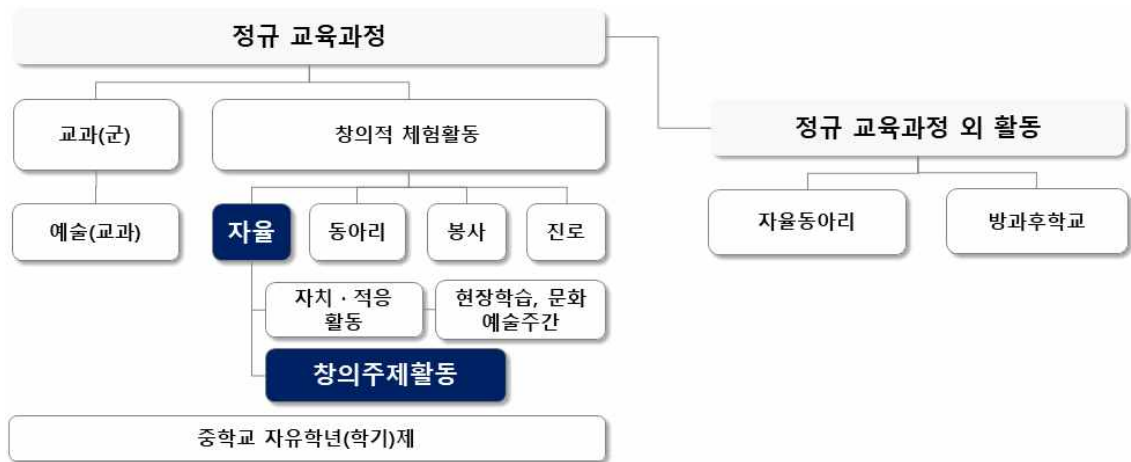 정규 교육과정
교과(군)
창의적 체험활동
정규 교육과정 외 활동
예술(교과)
자율
동아리
봉사
진로
자율동아리
방과후학교
자치 · 적응
활동
현장학습, 문화
예술주간
창의주제활동
중학교 자유학년(학기)제